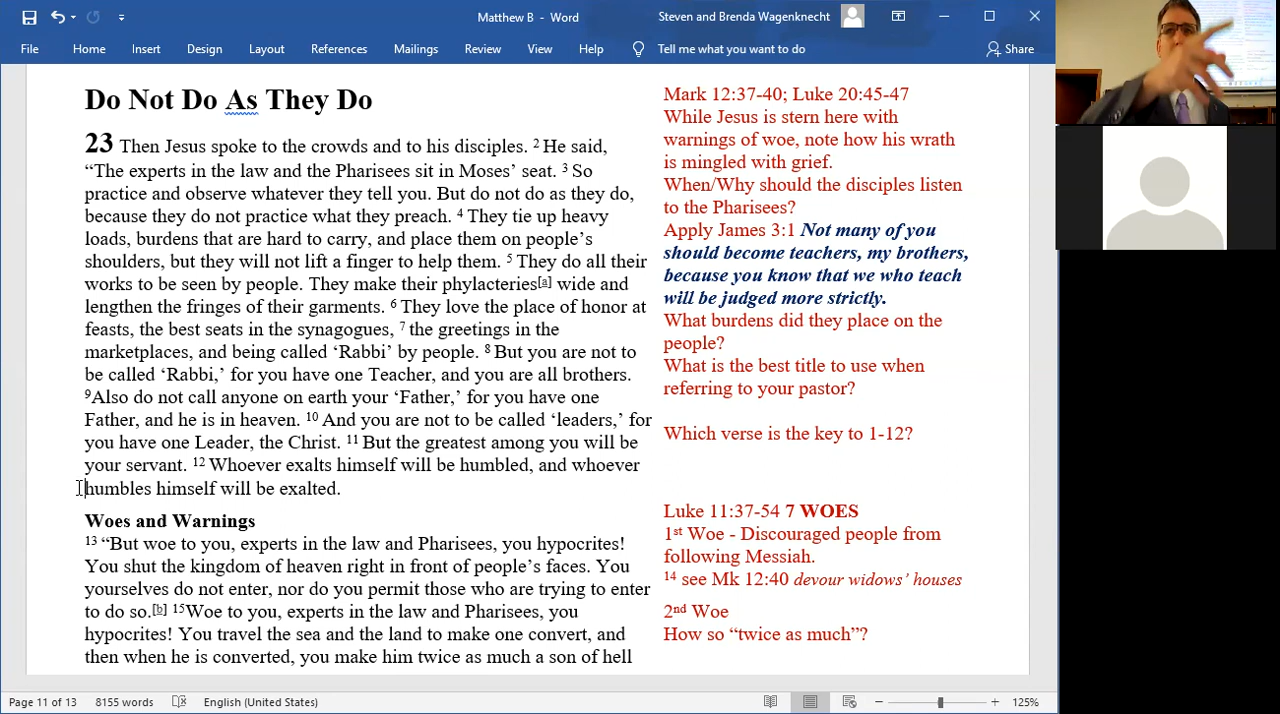 Matthew B - Word
Steven and Brenda Wagenknecht
File Home Insert Design Layout References Mailings Review View Help Tell me what you want to do Share
Do Not Do As They Do
23 Then Jesus spoke to the crowds and to his disciples. 2 He said,
“The experts in the law and the Pharisees sit in Moses’ seat. 3 So
practice and observe whatever they tell you. But do not do as they do,
because they do not practice what they preach. 4 They tie up heavy
loads, burdens that are hard to carry, and place them on people’s
shoulders, but they will not lift a finger to help them. 5 They do all their
works to be seen by people. They make their phylacteries[a] wide and
lengthen the fringes of their garments. 6 They love the place of honor at
feasts, the best seats in the synagogues, 7 the greetings in the
marketplaces, and being called ‘Rabbi’ by people. 8 But you are not to
be called ‘Rabbi,’ for you have one Teacher, and you are all brothers.
9Also do not call anyone on earth your ‘Father,’ for you have one
Father, and he is in heaven. 10 And you are not to be called ‘leaders,’ for
you have one Leader, the Christ. 11 But the greatest among you will be
your servant. 12 Whoever exalts himself will be humbled, and whoever
humbles himself will be exalted.
Woes and Warnings
13 “But woe to you, experts in the law and Pharisees, you hypocrites!
You shut the kingdom of heaven right in front of people’s faces. You
yourselves do not enter, nor do you permit those who are trying to enter
to do so.[b] 15Woe to you, experts in the law and Pharisees, you
hypocrites! You travel the sea and the land to make one convert, and
then when he is converted, you make him twice as much a son of hell
Mark 12:37-40; Luke 20:45-47
While Jesus is stern here with
warnings of woe, note how his wrath
is mingled with grief.
When/Why should the disciples listen
to the Pharisees?
Apply James 3:1 Not many of you
should become teachers, my brothers,
because you know that we who teach
will be judged more strictly.
What burdens did they place on the
people?
What is the best title to use when
referring to your pastor?
Which verse is the key to 1-12?
Luke 11:37-54 7 WOES
1st Woe - Discouraged people from
following Messiah.
14 see Mk 12:40 devour widows’ houses
2nd Woe
How so “twice as much”?
Page 11 of 13 8155 words English (United States) 125%